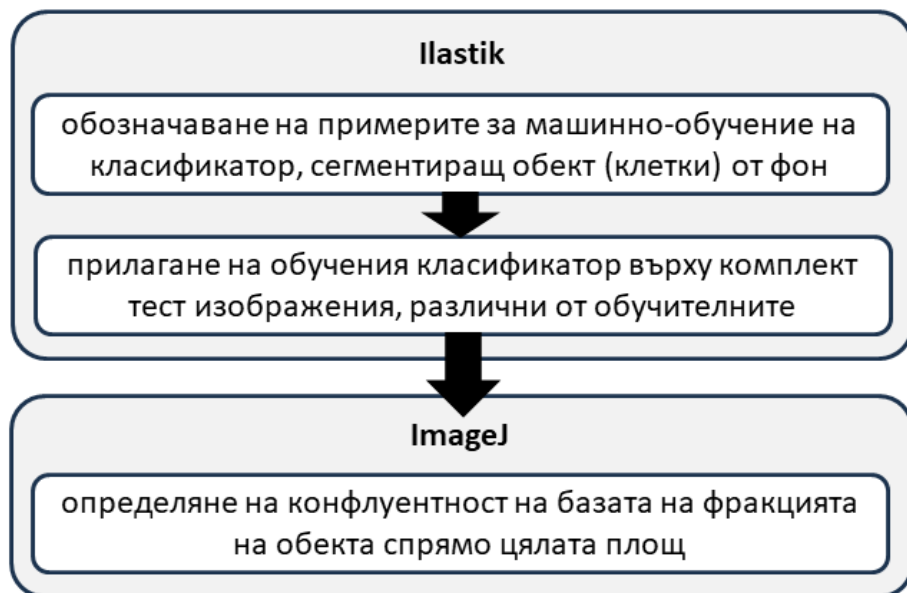 Ilastik
обозначаване на примерите за машинно-обучение на
класификатор, сегментиращ обект (клетки) от фон
прилагане на обучения класификатор върху комплект
тест изображения, различни от обучителните
ImageJ
определяне на конфлуентност на базата на фракцията
на обекта спрямо цялата площ